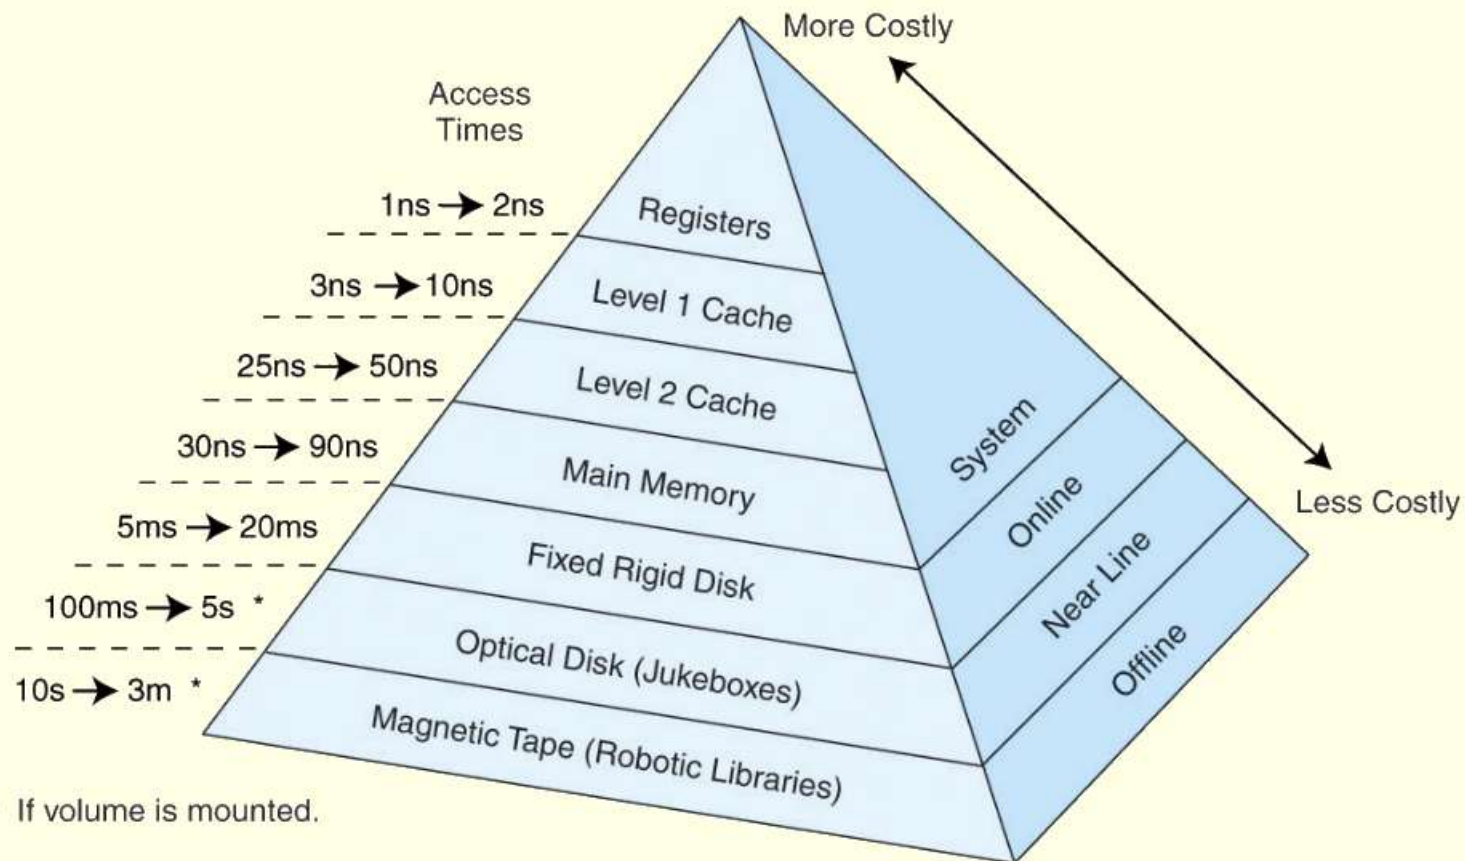 More Costly
Access
Times
1ns → 2ns
Registers
3ns → 10ns
Level 1 Cache
25ns → 50ns
Level 2 Cache
System
30ns → 90ns
Main Memory
Online
Less Costly
5ms → 20ms
Fixed Rigid Disk
Near Line
100ms → 5s *
Optical Disk (Jukeboxes)
Offline
10s → 3m *
Magnetic Tape (Robotic Libraries)
If volume is mounted.